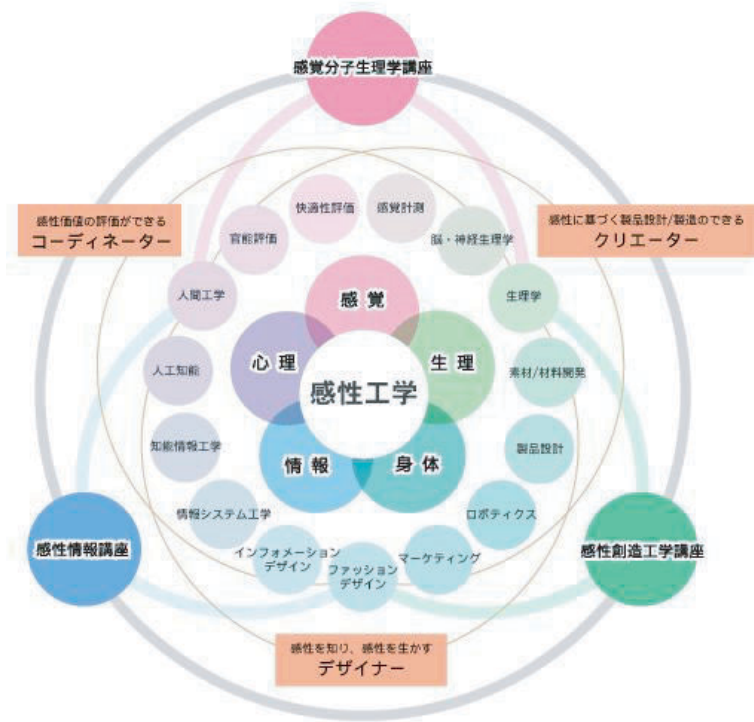 感覚分子生理学講座
感性価値の評価ができる
コーディネーター
感性に基づく製品設計/製造のできる
クリエーター
快適性評価
感覚計測
官能評価
脳・神経生理学
人間工学
生理学
感覚
心理
生理
感性工学
人工知能
素材/材料開発
知能情報工学
製品設計
情報
身体
情報システム工学
ロボティクス
インフォメーション
デザイン
ファッション
デザイン
マーケティング
感性情報講座
感性創造工学講座
感性を知り、感性を生かす
デザイナー